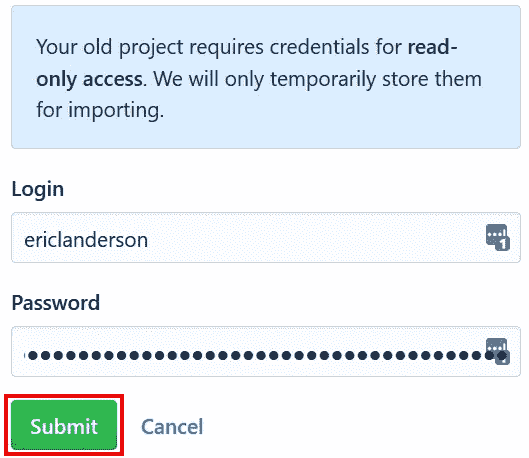 Your old project requires credentials for read-
only access. We will only temporarily store them
for importing.
Login
ericlanderson
Password
Submit Cancel